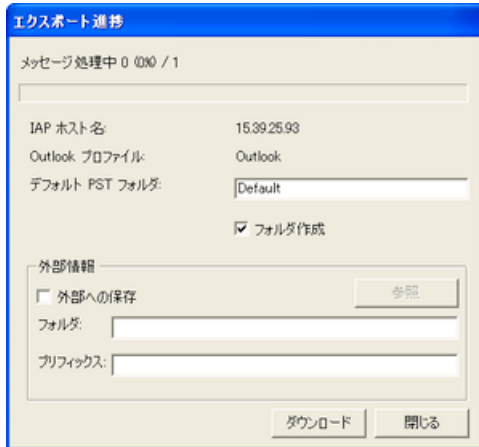 エクスポート進捗
メッセージ処理中 0 (0%) / 1
IAP ホスト名: 15.39.25.93
Outlook プロファイル: Outlook
デフォルト PST フォルダ: Default
フォルダ作成
外部情報
外部への保存 参照
フォルダ:
プリフィックス:
ダウンロード 閉じる